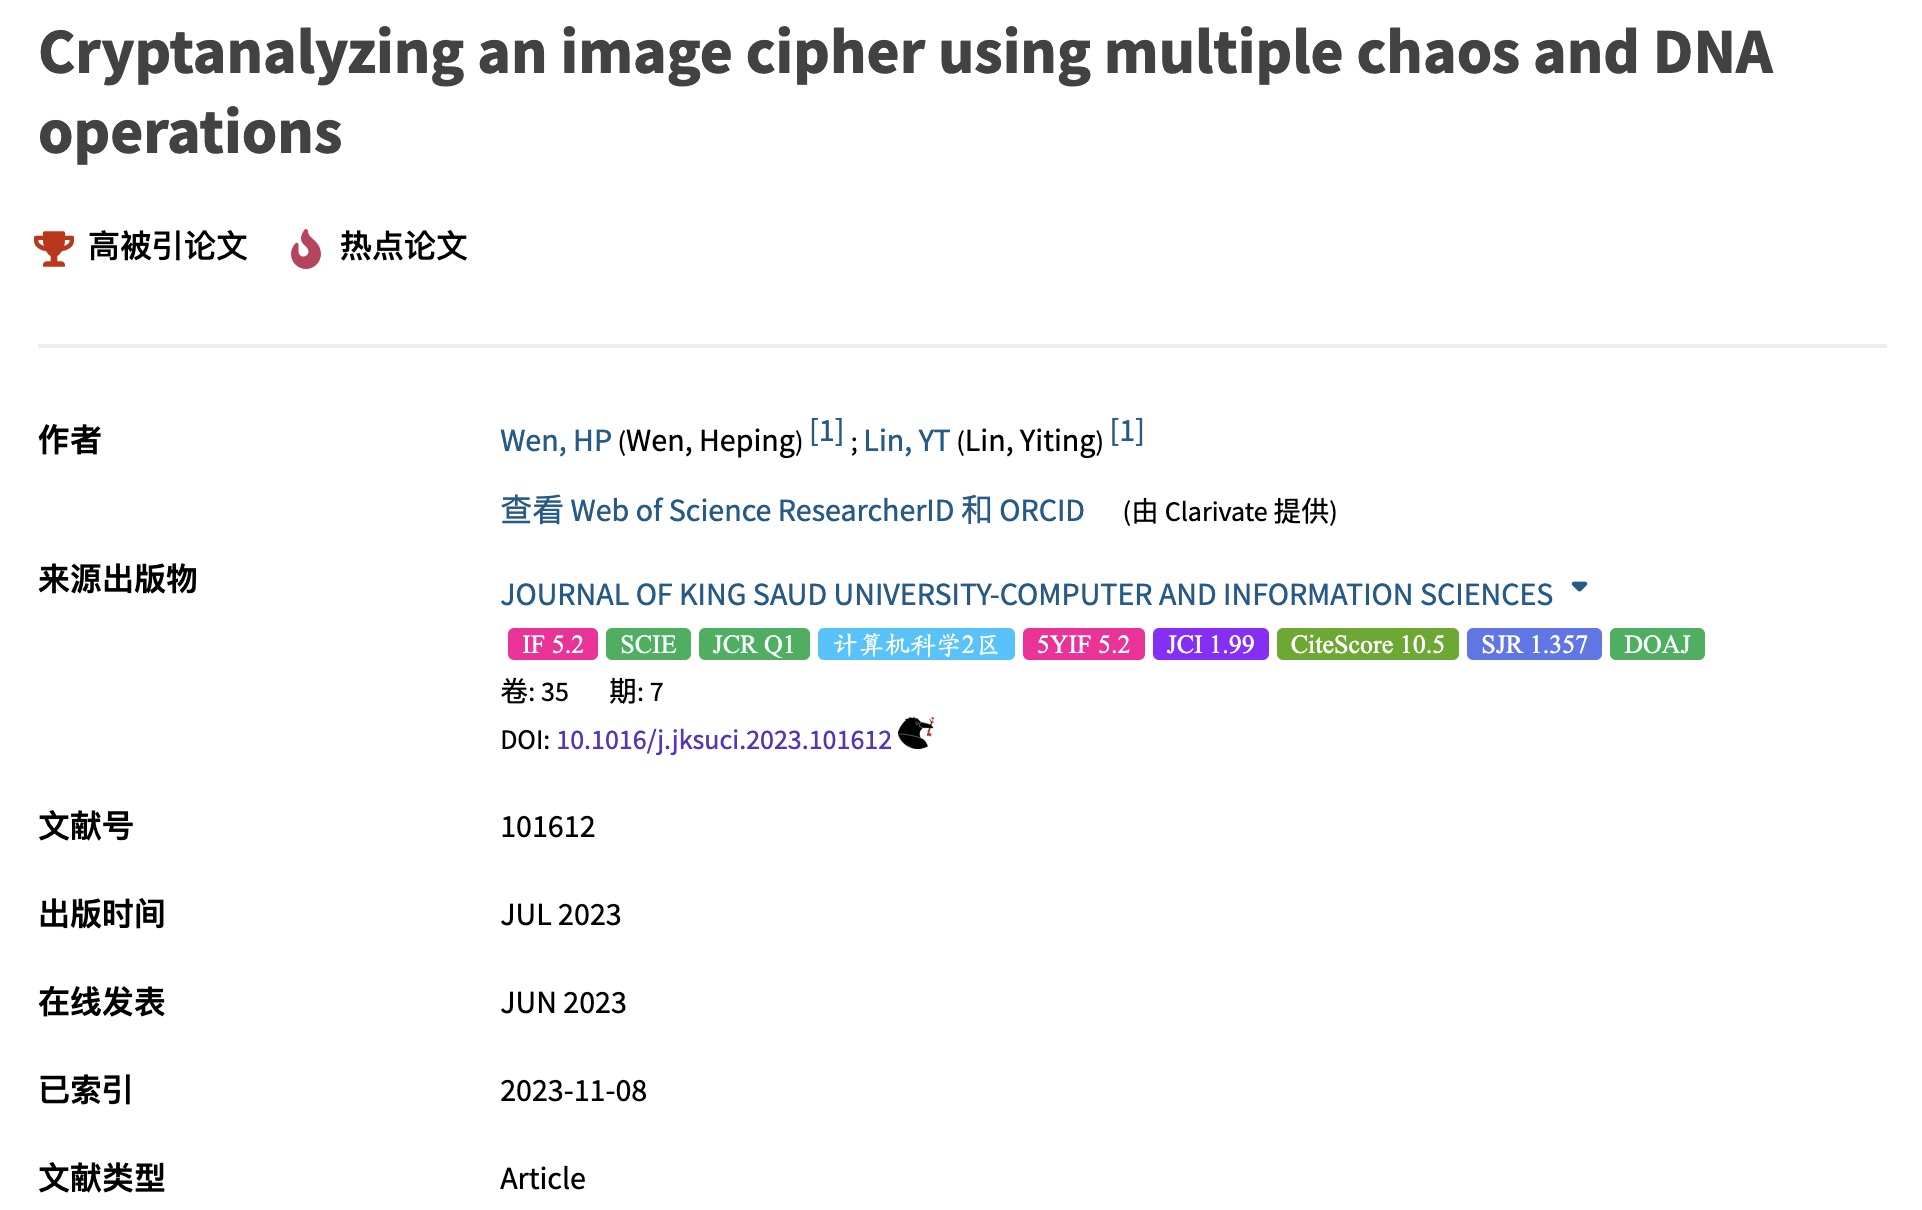 Cryptanalyzing an image cipher using multiple chaos and DNA
operations
高被引论文 热点论文
作者 Wen, HP (Wen, Heping) [1] ; Lin, YT (Lin, Yiting) [1]
查看 Web of Science ResearcherID 和 ORCID (由 Clarivate 提供)
来源出版物 JOURNAL OF KING SAUD UNIVERSITY-COMPUTER AND INFORMATION SCIENCES
IF 5.2 SCIE JCR Q1 计算机科学2区 5YIF 5.2 JCI 1.99 CiteScore 10.5 SJR 1.357 DOAJ
卷: 35 期: 7
DOI: 10.1016/j.jksuci.2023.101612
文献号 101612
出版时间 JUL 2023
在线发表 JUN 2023
已索引 2023-11-08
文献类型 Article